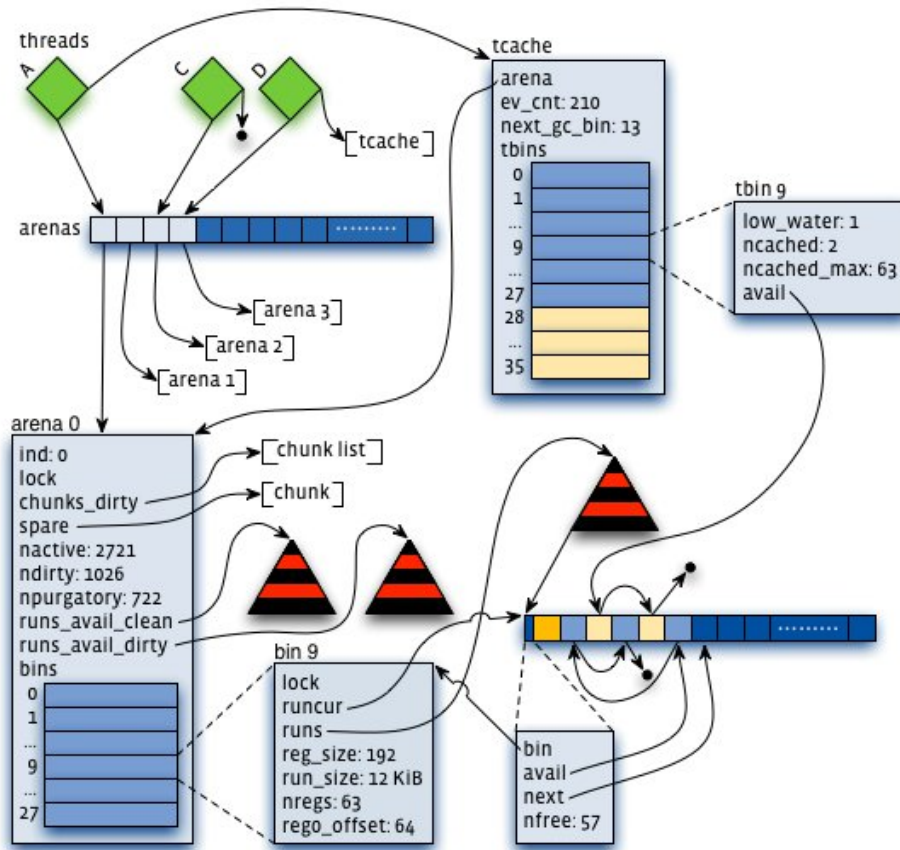 threads
A
C
D
[tcache]
arenas
[arena 3]
[arena 2]
[arena 1]
tcache
arena
ev_cnt: 210
next_gc_bin: 13
tbins
0
1
...
9
...
27
28
...
35
tbin 9
low_water: 1
ncached: 2
ncached_max: 63
avail
arena 0
ind: 0
lock
chunks_dirty
spare
nactive: 2721
ndirty: 1026
npurgatory: 722
runs_avail_clean
runs_avail_dirty
bins
0
1
...
9
...
27
[chunk list]
[chunk]
bin 9
lock
runcur
runs
reg_size: 192
run_size: 12 KiB
nregs: 63
rego_offset: 64
bin
avail
next
nfree: 57